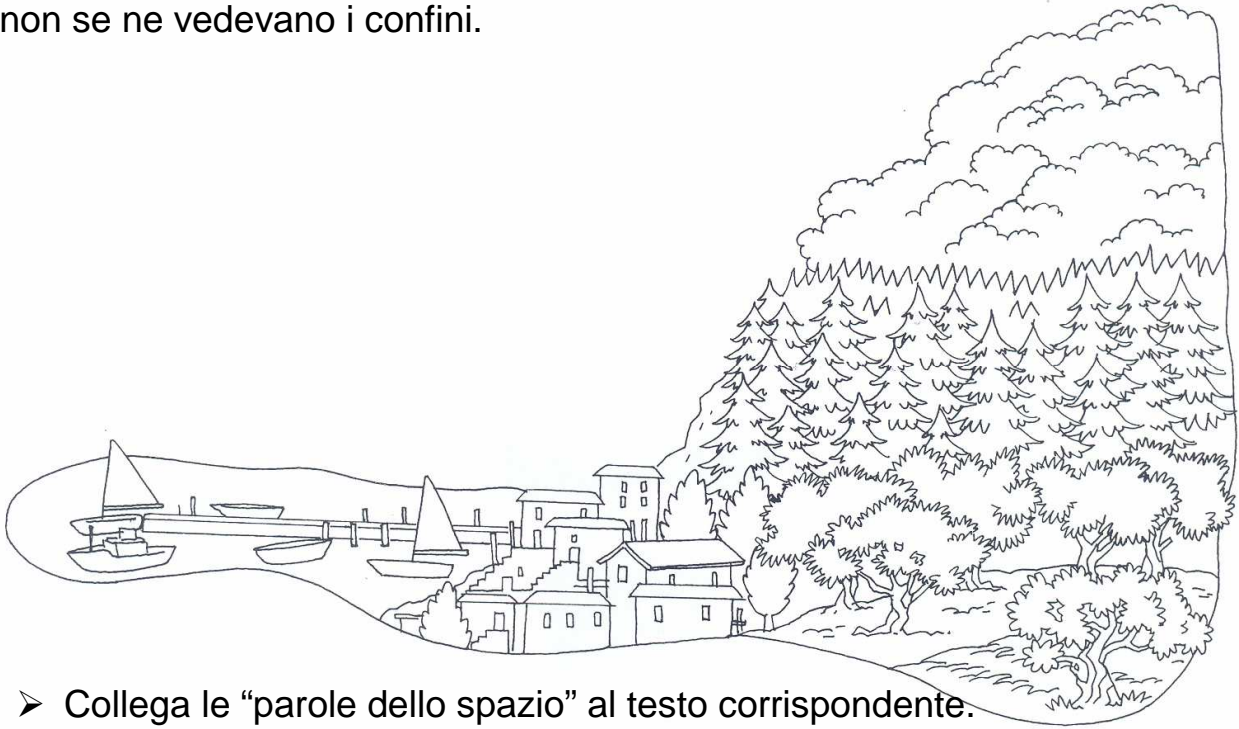 non se ne vedevano i confini.
➢ Collega le “parole dello spazio” al testo corrispondente.